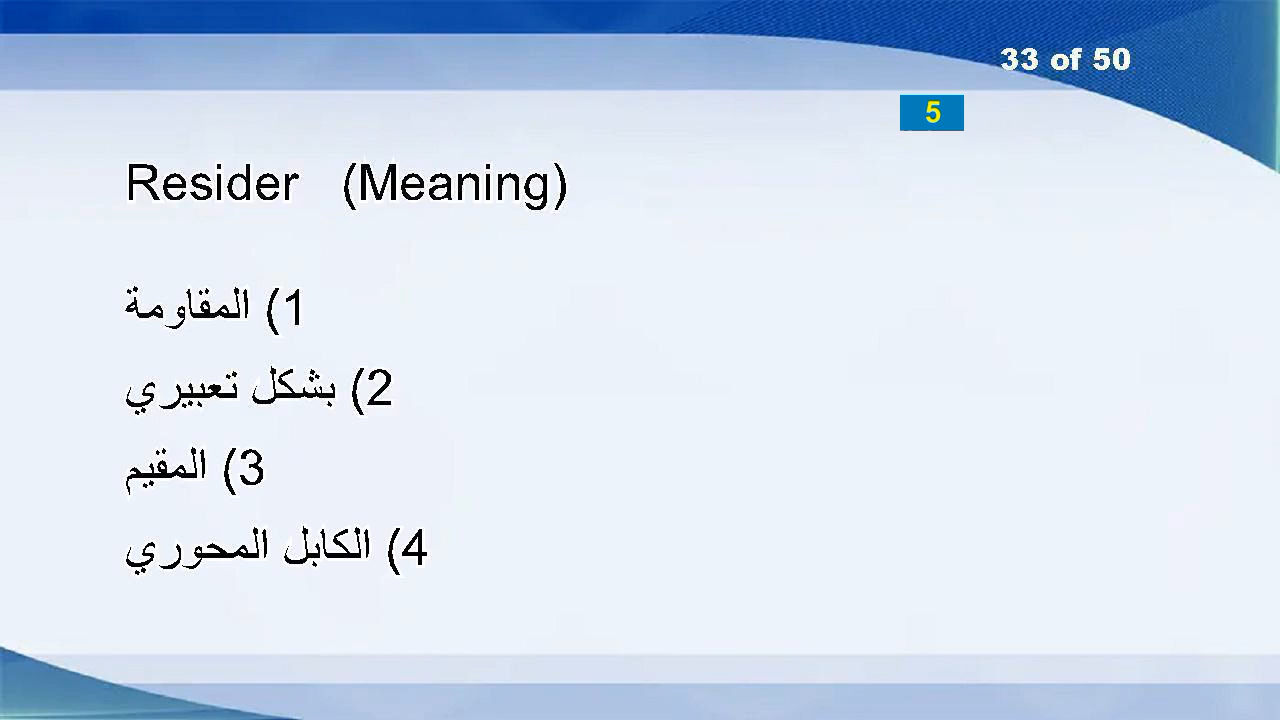 33 of 50
5
Resider (Meaning)
1) المقاومة
2) بشكل تعبيري
3) المقيم
4) الكابل المحوري